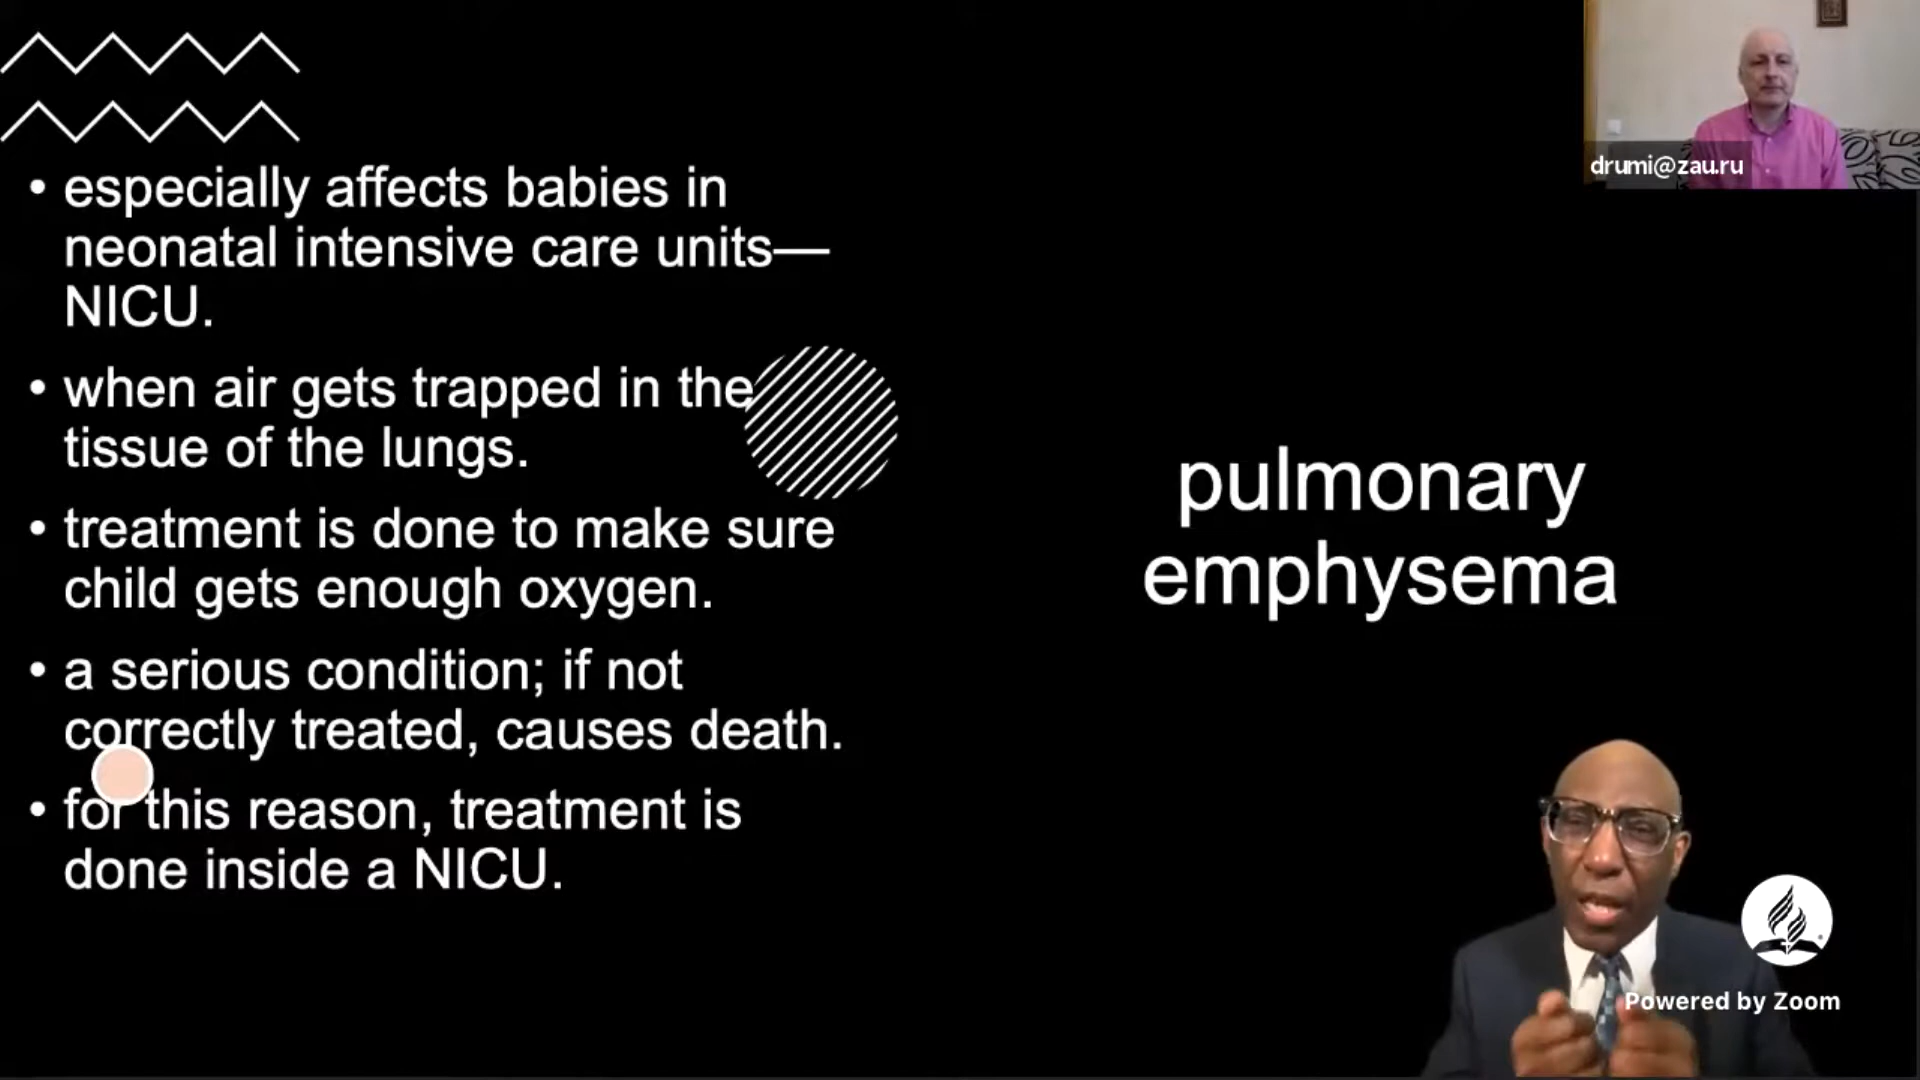 drumi@zau.ru
• especially affects babies in
neonatal intensive care units—
NICU.
• when air gets trapped in the
tissue of the lungs.
• treatment is done to make sure
child gets enough oxygen.
• a serious condition; if not
correctly treated, causes death.
• for this reason, treatment is
done inside a NICU.
pulmonary
emphysema
Powered by Zoom